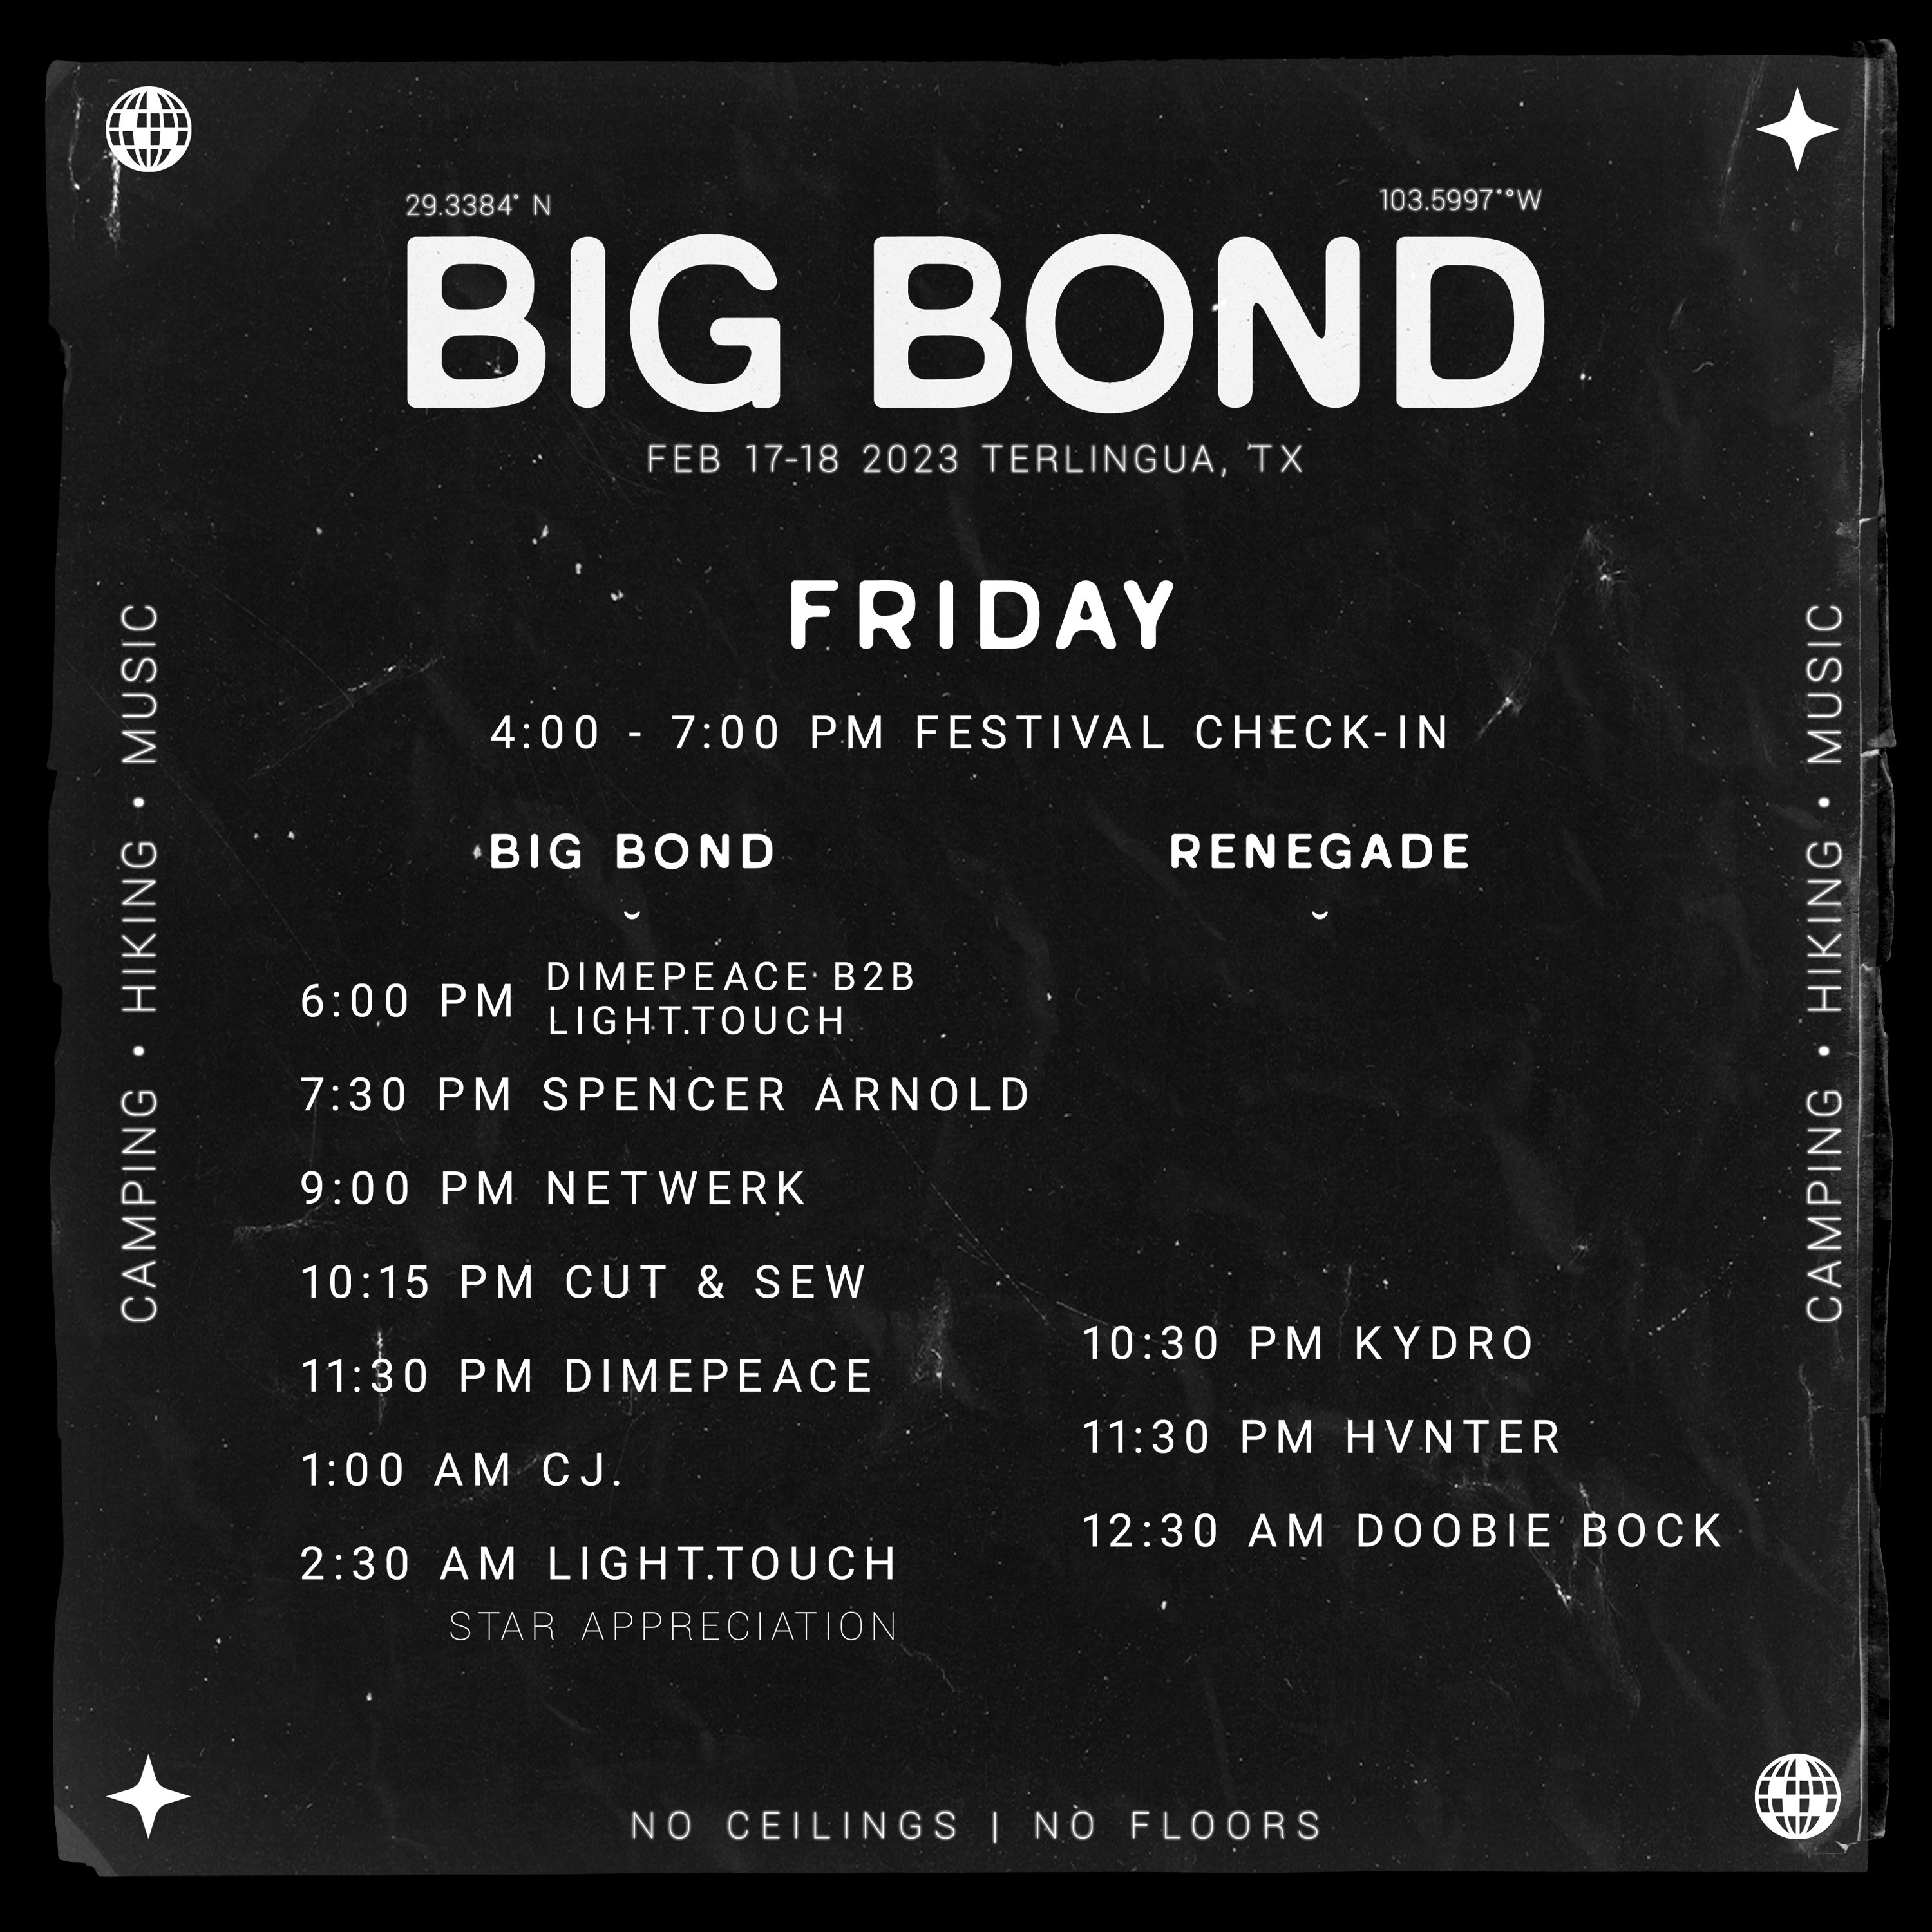 29.3384° N
103.5997°°W
BIG BOND
FEB 17-18 2023 TERLINGUA, TX
FRIDAY
4:00 - 7:00 PM FESTIVAL CHECK-IN
CAMPING • HIKING • MUSIC
BIG BOND
6:00 PM DIMEPEACE B2B
LIGHT.TOUCH
7:30 PM SPENCER ARNOLD
9:00 PM NETWERK
10:15 PM CUT & SEW
11:30 PM DIMEPEACE
1:00 AM CJ.
2:30 AM LIGHT.TOUCH
STAR APPRECIATION
RENEGADE
10:30 PM KYDRO
11:30 PM HVNTER
12:30 AM DOOBIE BOCK
CAMPING • HIKING • MUSIC
NO CEILINGS | NO FLOORS